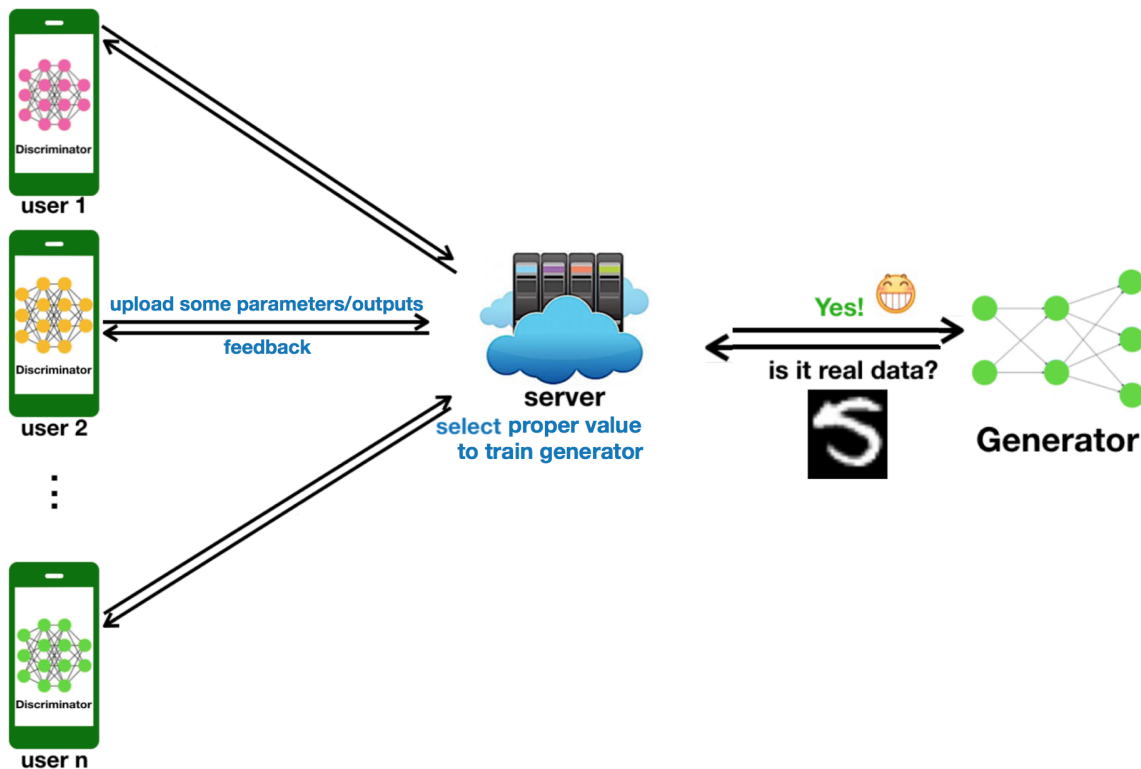 Discriminator
user 1
Discriminator
user 2
upload some parameters/outputs
feedback
⋮
Discriminator
user n
server
select proper value
to train generator
Yes!
is it real data?
Generator